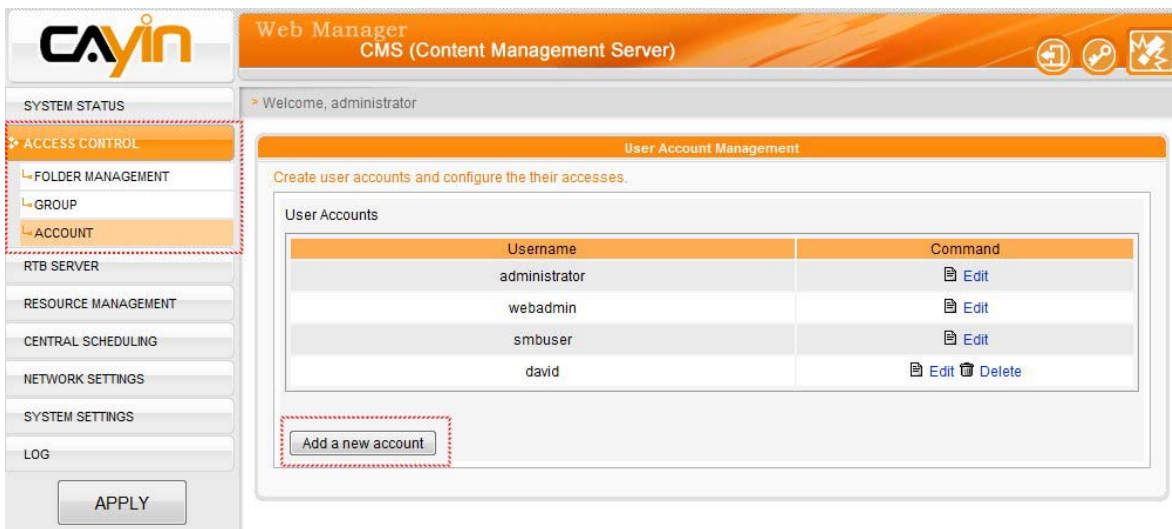 CAYIN
Web Manager
CMS (Content Management Server)
SYSTEM STATUS
ACCESS CONTROL
FOLDER MANAGEMENT
GROUP
ACCOUNT
RTB SERVER
RESOURCE MANAGEMENT
CENTRAL SCHEDULING
NETWORK SETTINGS
SYSTEM SETTINGS
LOG
APPLY
> Welcome, administrator
User Account Management
Create user accounts and configure the their accesses.
User Accounts
Username Command
administrator Edit
webadmin Edit
smbuser Edit
david Edit Delete
Add a new account